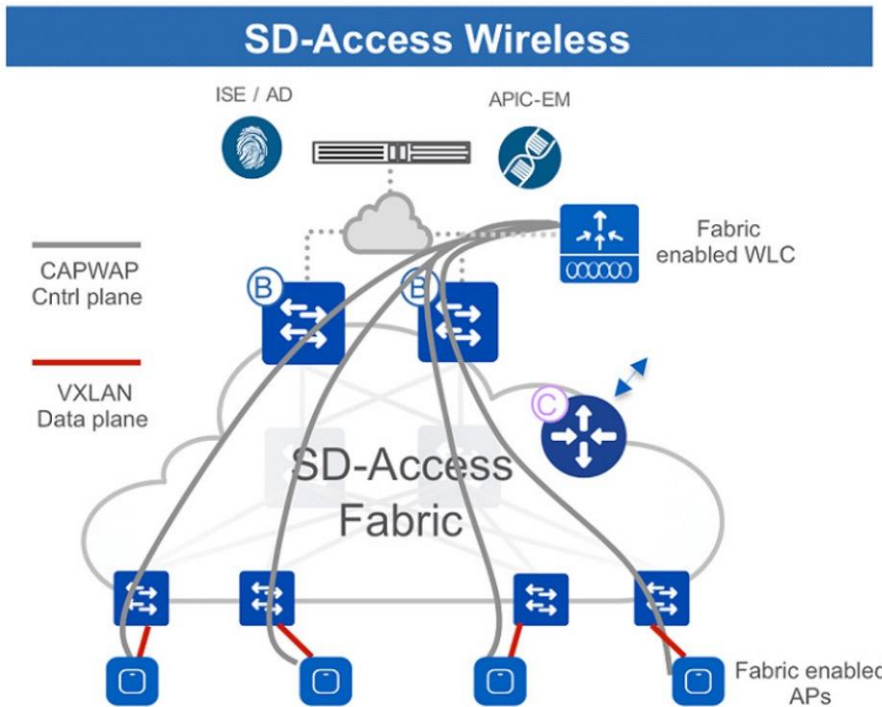 SD-Access Wireless
ISE / AD
APIC-EM
Fabric
enabled WLC
CAPWAP
Cntrl plane
B
B
VXLAN
Data plane
C
SD-Access
Fabric
Fabric enabled
APs